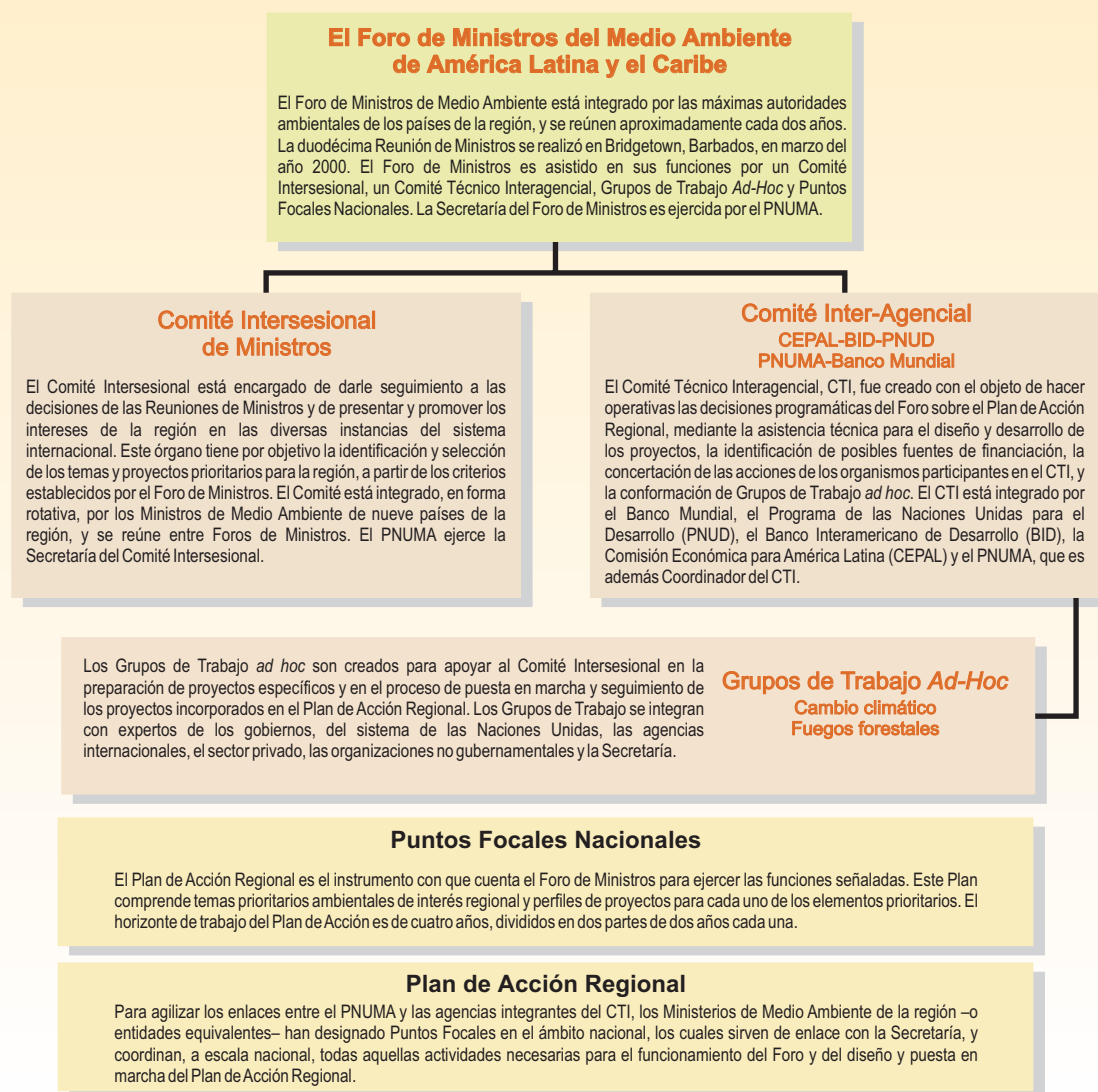 El Foro de Ministros del Medio Ambiente
de América Latina y el Caribe
El Foro de Ministros de Medio Ambiente está integrado por las máximas autoridades
ambientales de los países de la región, y se reúnen aproximadamente cada dos años.
La duodécima Reunión de Ministros se realizó en Bridgetown, Barbados, en marzo del
año 2000. El Foro de Ministros es asistido en sus funciones por un Comité
Intersesional, un Comité Técnico Interagencial, Grupos de Trabajo Ad-Hoc y Puntos
Focales Nacionales. La Secretaría del Foro de Ministros es ejercida por el PNUMA.
Comité Intersesional
de Ministros
El Comité Intersesional está encargado de darle seguimiento a las
decisiones de las Reuniones de Ministros y de presentar y promover los
intereses de la región en las diversas instancias del sistema
internacional. Este órgano tiene por objetivo la identificación y selección
de los temas y proyectos prioritarios para la región, a partir de los criterios
establecidos por el Foro de Ministros. El Comité está integrado, en forma
rotativa, por los Ministros de Medio Ambiente de nueve países de la
región, y se reúne entre Foros de Ministros. El PNUMA ejerce la
Secretaría del Comité Intersesional.
Comité Inter-Agencial
CEPAL-BID-PNUD
PNUMA-Banco Mundial
El Comité Técnico Interagencial, CTI, fue creado con el objeto de hacer
operativas las decisiones programáticas del Foro sobre el Plan de Acción
Regional, mediante la asistencia técnica para el diseño y desarrollo de
los proyectos, la identificación de posibles fuentes de financiación, la
concertación de las acciones de los organismos participantes en el CTI, y
la conformación de Grupos de Trabajo ad hoc. El CTI está integrado por
el Banco Mundial, el Programa de las Naciones Unidas para el
Desarrollo (PNUD), el Banco Interamericano de Desarrollo (BID), la
Comisión Económica para América Latina (CEPAL) y el PNUMA, que es
además Coordinador del CTI.
Los Grupos de Trabajo ad hoc son creados para apoyar al Comité Intersesional en la
preparación de proyectos específicos y en el proceso de puesta en marcha y seguimiento de
los proyectos incorporados en el Plan de Acción Regional. Los Grupos de Trabajo se integran
con expertos de los gobiernos, del sistema de las Naciones Unidas, las agencias
internacionales, el sector privado, las organizaciones no gubernamentales y la Secretaría.
Grupos de Trabajo Ad-Hoc
Cambio climático
Fuegos forestales
Puntos Focales Nacionales
El Plan de Acción Regional es el instrumento con que cuenta el Foro de Ministros para ejercer las funciones señaladas. Este Plan
comprende temas prioritarios ambientales de interés regional y perfiles de proyectos para cada uno de los elementos prioritarios. El
horizonte de trabajo del Plan de Acción es de cuatro años, divididos en dos partes de dos años cada una.
Plan de Acción Regional
Para agilizar los enlaces entre el PNUMA y las agencias integrantes del CTI, los Ministerios de Medio Ambiente de la región –o
entidades equivalentes– han designado Puntos Focales en el ámbito nacional, los cuales sirven de enlace con la Secretaría, y
coordinan, a escala nacional, todas aquellas actividades necesarias para el funcionamiento del Foro y del diseño y puesta en
marcha del Plan de Acción Regional.